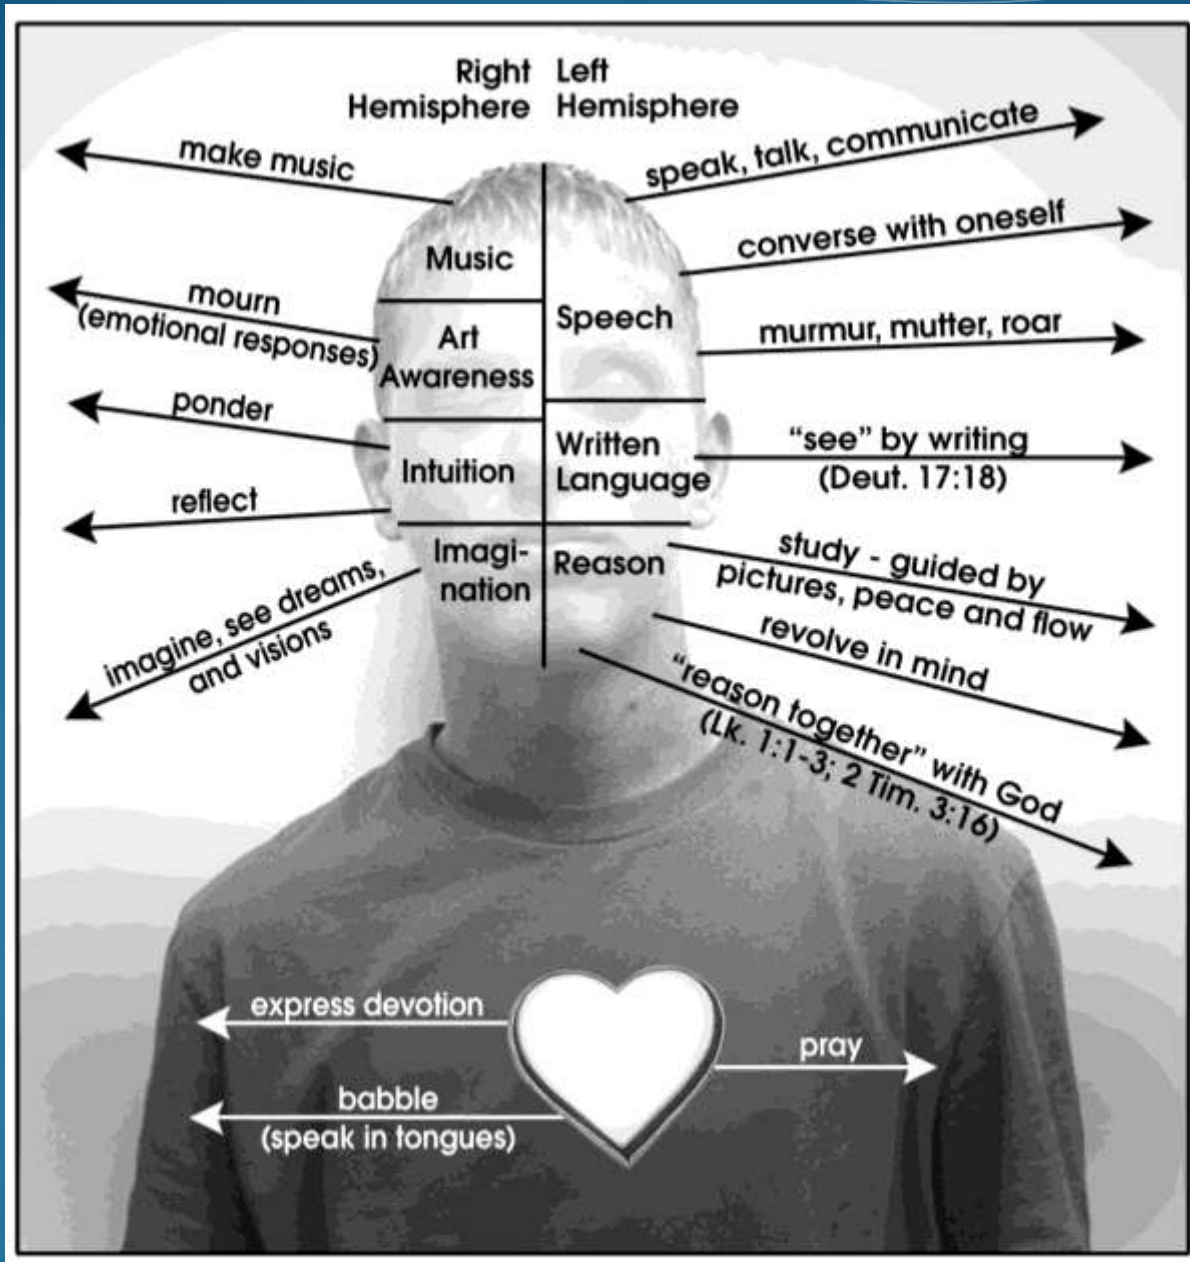 Right
Hemisphere
Left
Hemisphere
make music
mourn
(emotional responses)
ponder
reflect
imagine, see dreams,
and visions
Music
Art
Awareness
Intuition
Imagi-
nation
Speech
Written
Language
Reason
speak, talk, communicate
converse with oneself
murmur, mutter, roar
“see” by writing
(Deut. 17:18)
study - guided by
pictures, peace and flow
revolve in mind
“reason together” with God
(Lk. 1:1-3; 2 Tim. 3:16)
express devotion
babble
(speak in tongues)
pray